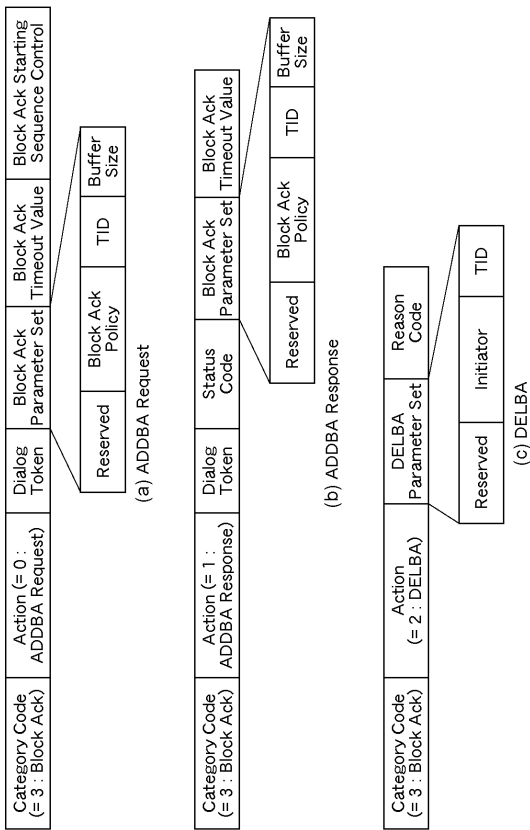 Category Code
(= 3 : Block Ack)
Action (= 0 :
ADDBA Request)
Dialog
Token
Block Ack
Parameter Set
Block Ack
Timeout Value
Block Ack Starting
Sequence Control
Reserved
Block Ack
Policy
TID
Buffer
Size
(a) ADDBA Request
Category Code
(= 3 : Block Ack)
Action (= 1 :
ADDBA Response)
Dialog
Token
Status
Code
Block Ack
Parameter Set
Block Ack
Timeout Value
Reserved
Block Ack
Policy
TID
Buffer
Size
(b) ADDBA Response
Category Code
(= 3 : Block Ack)
Action
(= 2 : DELBA)
DELBA
Parameter Set
Reason
Code
Reserved
Initiator
TID
(c) DELBA